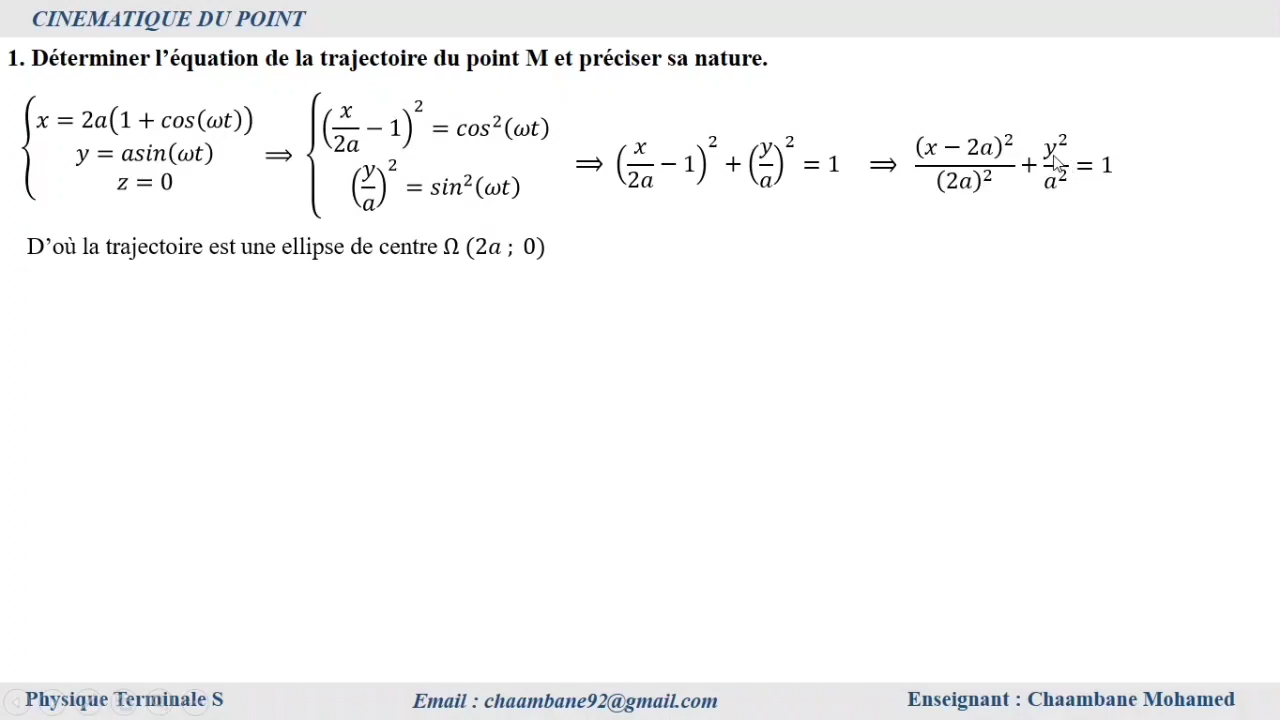 CINEMATIQUE DU POINT
1. Déterminer l’équation de la trajectoire du point M et préciser sa nature.
{ x = 2a(1 + cos(ωt))
y = asin(ωt)
z = 0
⟹ { (x/2a − 1)² = cos²(ωt)
(y/a)² = sin²(ωt)
⟹ (x/2a − 1)² + (y/a)² = 1 ⟹ (x − 2a)²/(2a)² + y²/a² = 1
D’où la trajectoire est une ellipse de centre Ω (2a ; 0)
Physique Terminale S
Email : chaambane92@gmail.com
Enseignant : Chaambane Mohamed